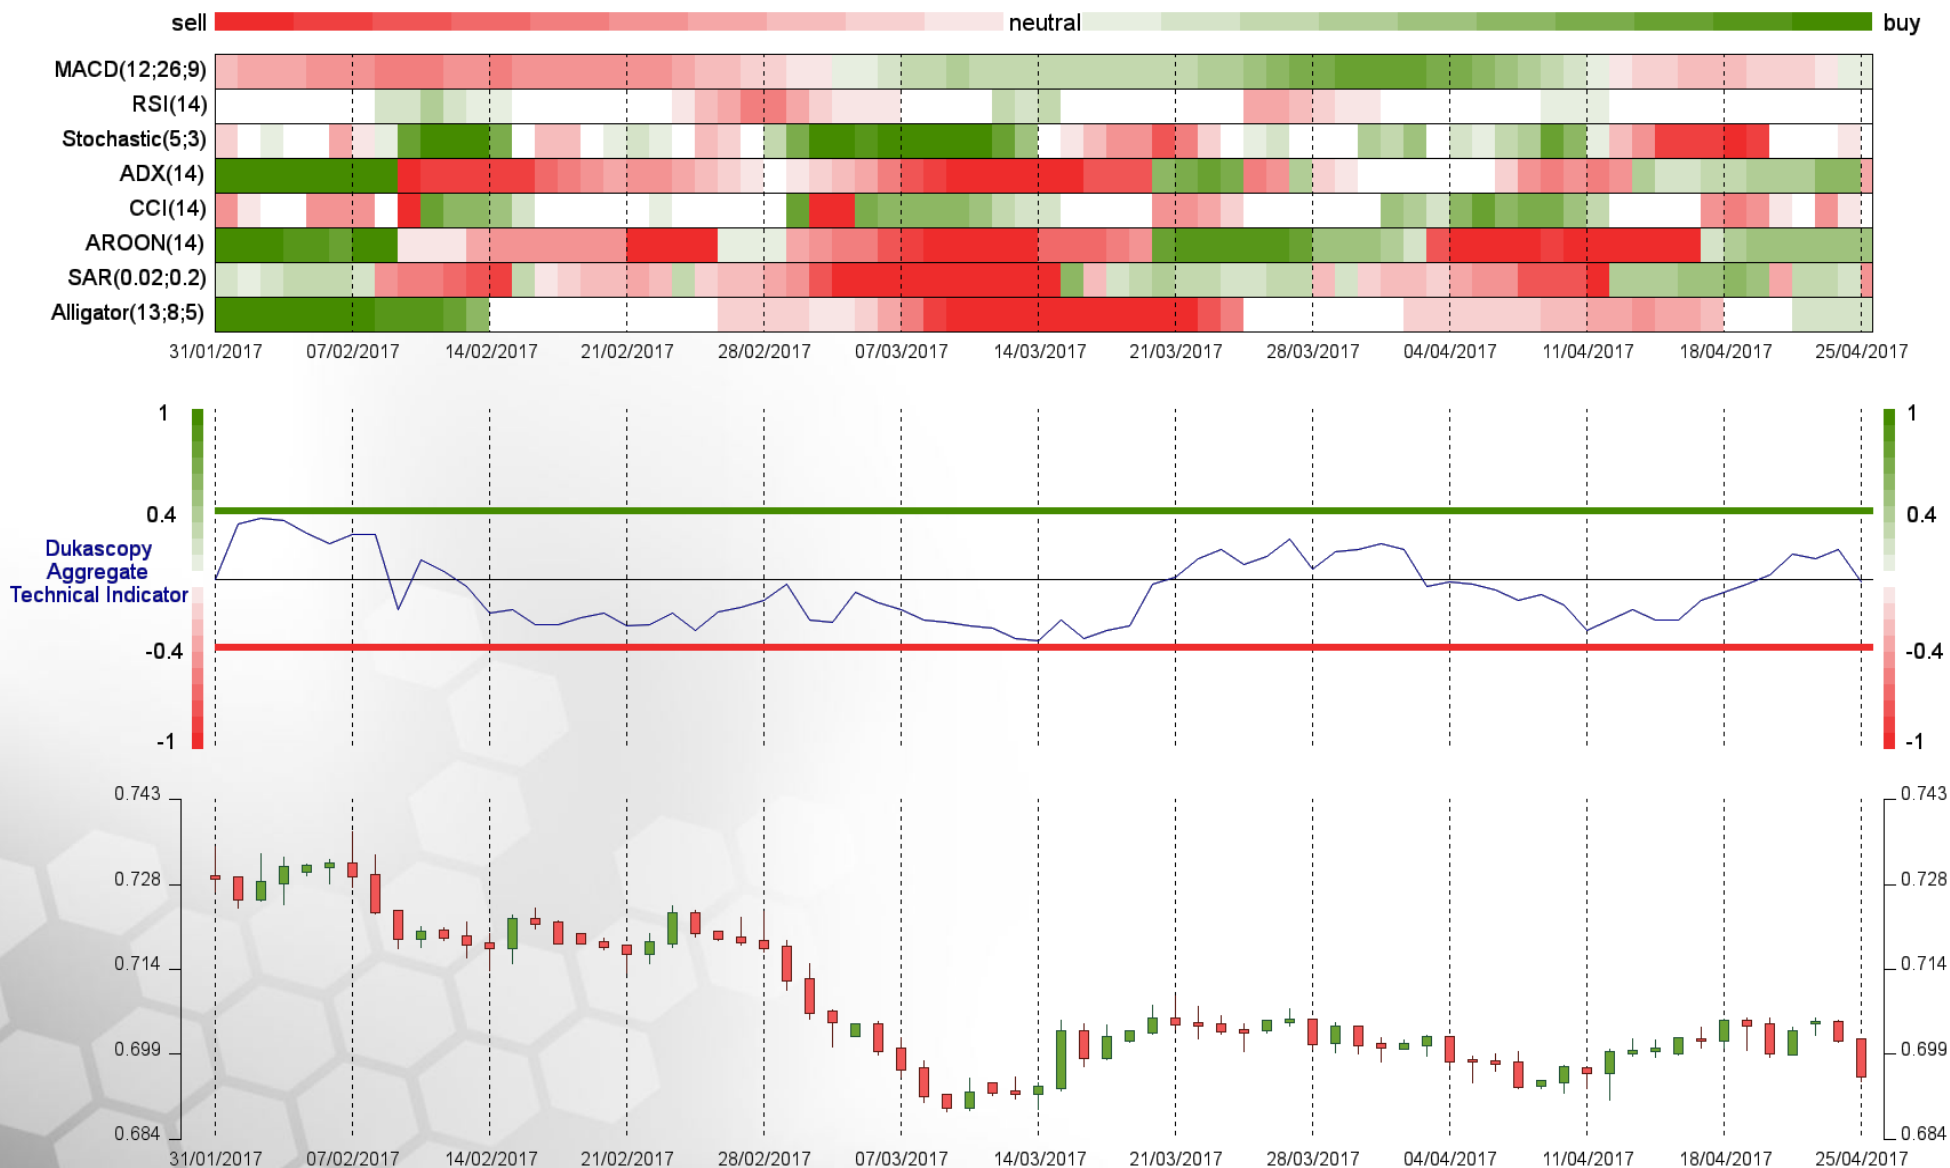 sell neutral buy
MACD(12;26;9)
RSI(14)
Stochastic(5;3)
ADX(14)
CCI(14)
AROON(14)
SAR(0.02;0.2)
Alligator(13;8;5)
31/01/2017 07/02/2017 14/02/2017 21/02/2017 28/02/2017 07/03/2017 14/03/2017 21/03/2017 28/03/2017 04/04/2017 11/04/2017 18/04/2017 25/04/2017
1 1
0.4 0.4
Dukascopy
Aggregate
Technical Indicator
-0.4 -0.4
-1 -1
0.743 0.743
0.728 0.728
0.714 0.714
0.699 0.699
0.684 0.684
31/01/2017 07/02/2017 14/02/2017 21/02/2017 28/02/2017 07/03/2017 14/03/2017 21/03/2017 28/03/2017 04/04/2017 11/04/2017 18/04/2017 25/04/2017